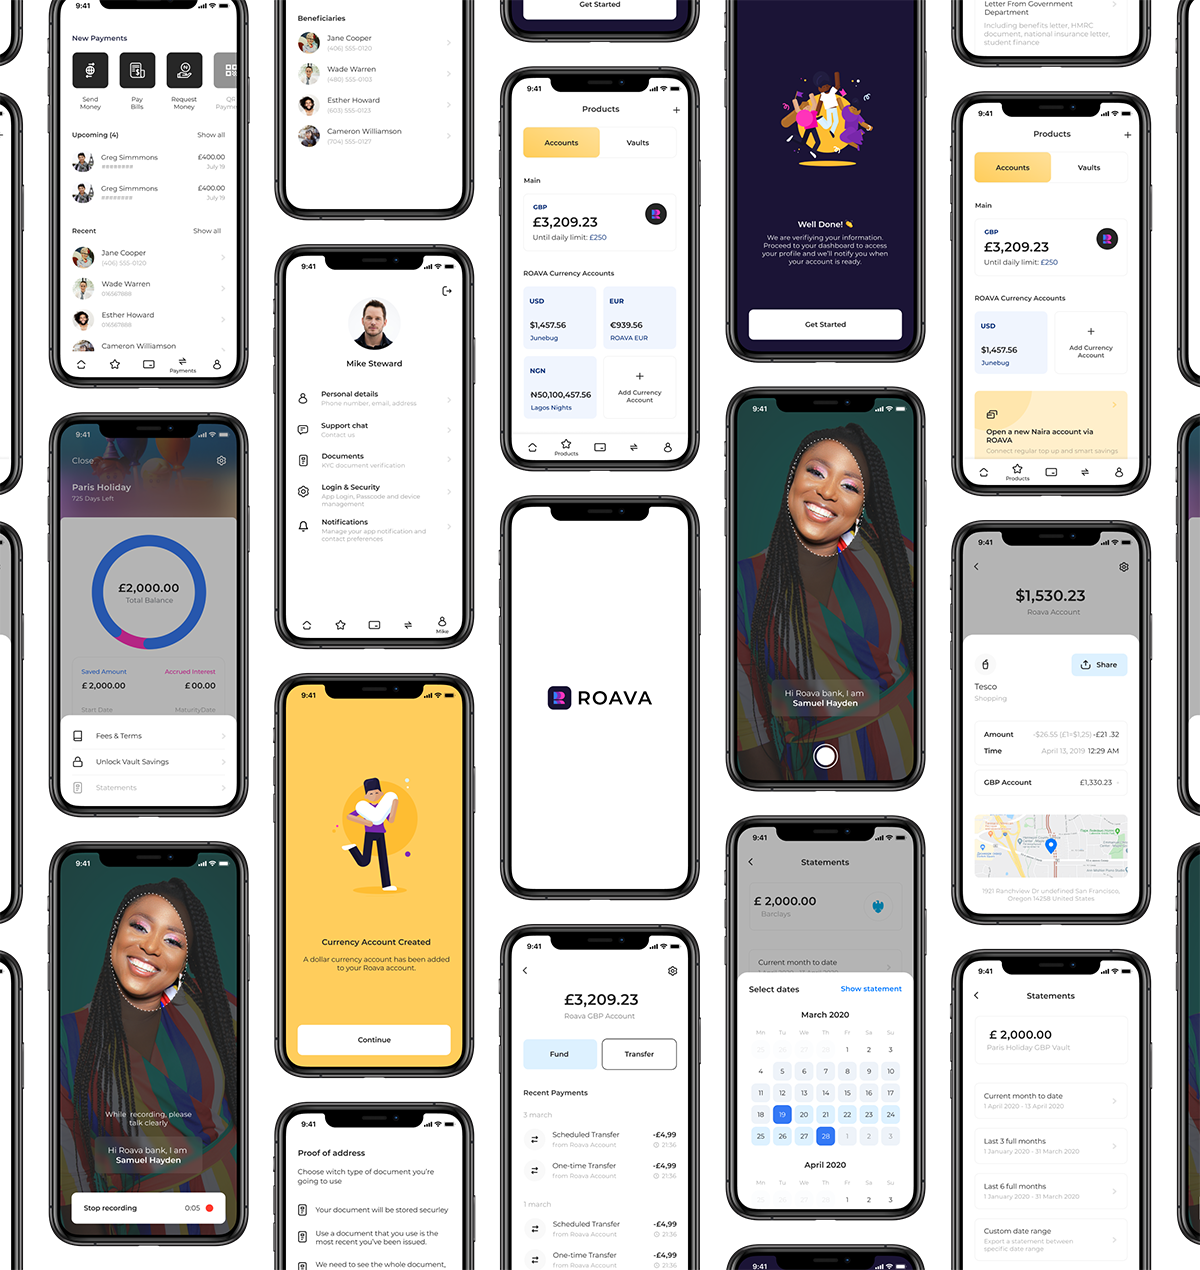 9:41
New Payments
Send
Money
Pay
Bills
Request
Money
QR
Payme
Upcoming (4)
Show all
Greg Simmmons
£400.00
########
July 19
Greg Simmmons
£400.00
########
July 19
Recent
Show all
Jane Cooper
(406) 555-0120
Wade Warren
016567888
Esther Howard
016567888
Cameron Williamson
Payments
9:41
Close
Paris Holiday
725 Days Left
£2,000.00
Total Balance
Saved Amount
Accrued Interest
£2,000.00
£00.00
Start Date
MaturityDate
Fees & Terms
Unlock Vault Savings
Statements
9:41
While recording, please
talk clearly
Hi Roava bank, I am
Samuel Hayden
Stop recording
0:05
Beneficiaries
Jane Cooper
(406) 555-0120
Wade Warren
(480) 555-0103
Esther Howard
(603) 555-0123
Cameron Williamson
(704) 555-0127
9:41
Mike Steward
Personal details
Phone number, email, address
Support chat
Contact us
Documents
KYC document verification
Login & Security
App Login, Passcode and device
management
Notifications
Manage your app notification and
contact preferences
Mike
9:41
Currency Account Created
A dollar currency account has been added
to your Roava account.
Continue
9:41
Proof of address
Choose witch type of document you're
going to use
Your document will be stored securley
Use a document that you use is the
most recent you've been issued.
We need to see the whole document,
Get Started
9:41
Products
+
Accounts
Vaults
Main
GBP
£3,209.23
Until daily limit: £250
ROAVA Currency Accounts
USD
$1,457.56
Junebug
EUR
€939.56
ROAVA EUR
NGN
₦50,100,457.56
Lagos Nights
+
Add Currency
Account
Products
ROAVA
9:41
£3,209.23
Roava GBP Account
Fund
Transfer
Recent Payments
3 march
Scheduled Transfer
-£4,99
from Roava Account
21:36
One-time Transfer
-£4,99
from Roava Account
21:36
1 march
Scheduled Transfer
-£4,99
from Roava Account
21:36
One-time Transfer
-£4,99
from Roava Account
21:36
Well Done! 👏
We are verifiying your information.
Proceed to your dashboard to access
your profile and we'll notify you when
your account is ready.
Get Started
9:41
Hi Roava bank, I am
Samuel Hayden
9:41
Statements
£ 2,000.00
Barclays
Current month to date
Select dates
Show statement
March 2020
Mn Tu We Th Fr Sa Su
25 26 27 28 1 2 3
4 5 6 7 8 9 10
11 12 13 14 15 16 17
18 19 20 21 22 23 24
25 26 27 28 1 2 3
April 2020
Mn Tu We Th Fr Sa Su
25 26 27 28 1 2 3
9:41
Letter From Government
Department
Including benefits letter, HMRC
document, national insurance letter,
student finance
9:41
Products
+
Accounts
Vaults
Main
GBP
£3,209.23
Until daily limit: £250
ROAVA Currency Accounts
USD
$1,457.56
Junebug
+
Add Currency
Account
Open a new Naira account via
ROAVA
Connect regular top up and smart savings
Products
9:41
$1,530.23
Roava Account
Share
Tesco
Shopping
Amount
-$26.55 (£1=$1,25) -£21 .32
Time
April 13, 2019 12:29 AM
GBP Account
£1,330.23
1921 Ranchview Dr undefined San Francisco,
Oregon 14258 United States
9:41
Statements
£ 2,000.00
Paris Holiday GBP Vault
Current month to date
1 April 2020 - 13 April 2020
Last 3 full months
1 January 2020 - 31 March 2020
Last 6 full months
1 January 2020 - 31 March 2020
Custom date range
Export a statement between
specific date range